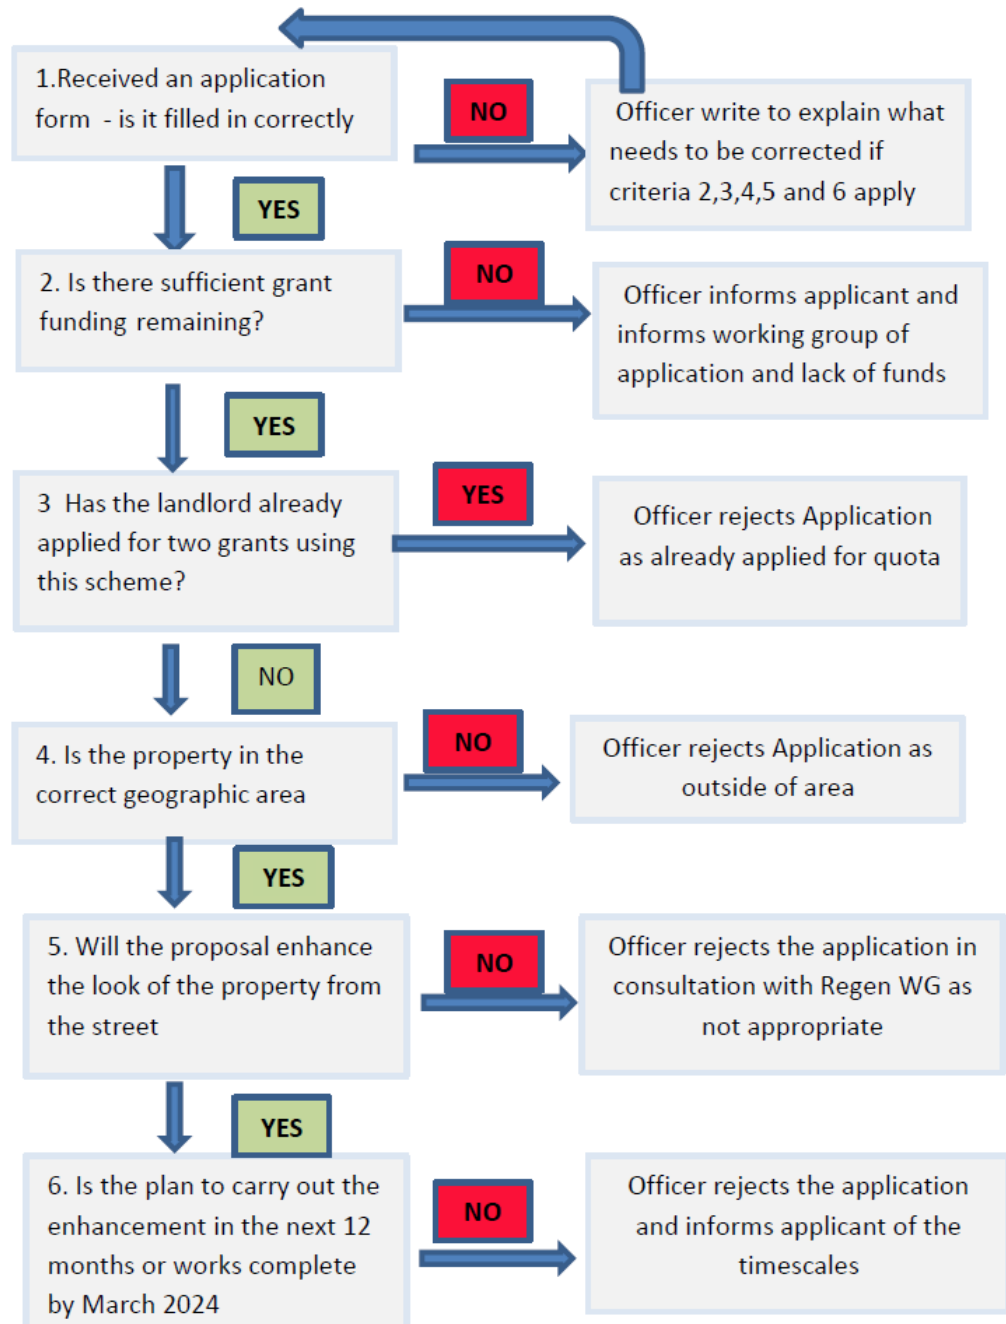 1.Received an application
form - is it filled in correctly
NO
Officer write to explain what
needs to be corrected if
criteria 2,3,4,5 and 6 apply
YES
2. Is there sufficient grant
funding remaining?
NO
Officer informs applicant and
informs working group of
application and lack of funds
YES
3 Has the landlord already
applied for two grants using
this scheme?
YES
Officer rejects Application
as already applied for quota
NO
4. Is the property in the
correct geographic area
NO
Officer rejects Application as
outside of area
YES
5. Will the proposal enhance
the look of the property from
the street
NO
Officer rejects the application in
consultation with Regen WG as
not appropriate
YES
6. Is the plan to carry out the
enhancement in the next 12
months or works complete
by March 2024
NO
Officer rejects the application
and informs applicant of the
timescales